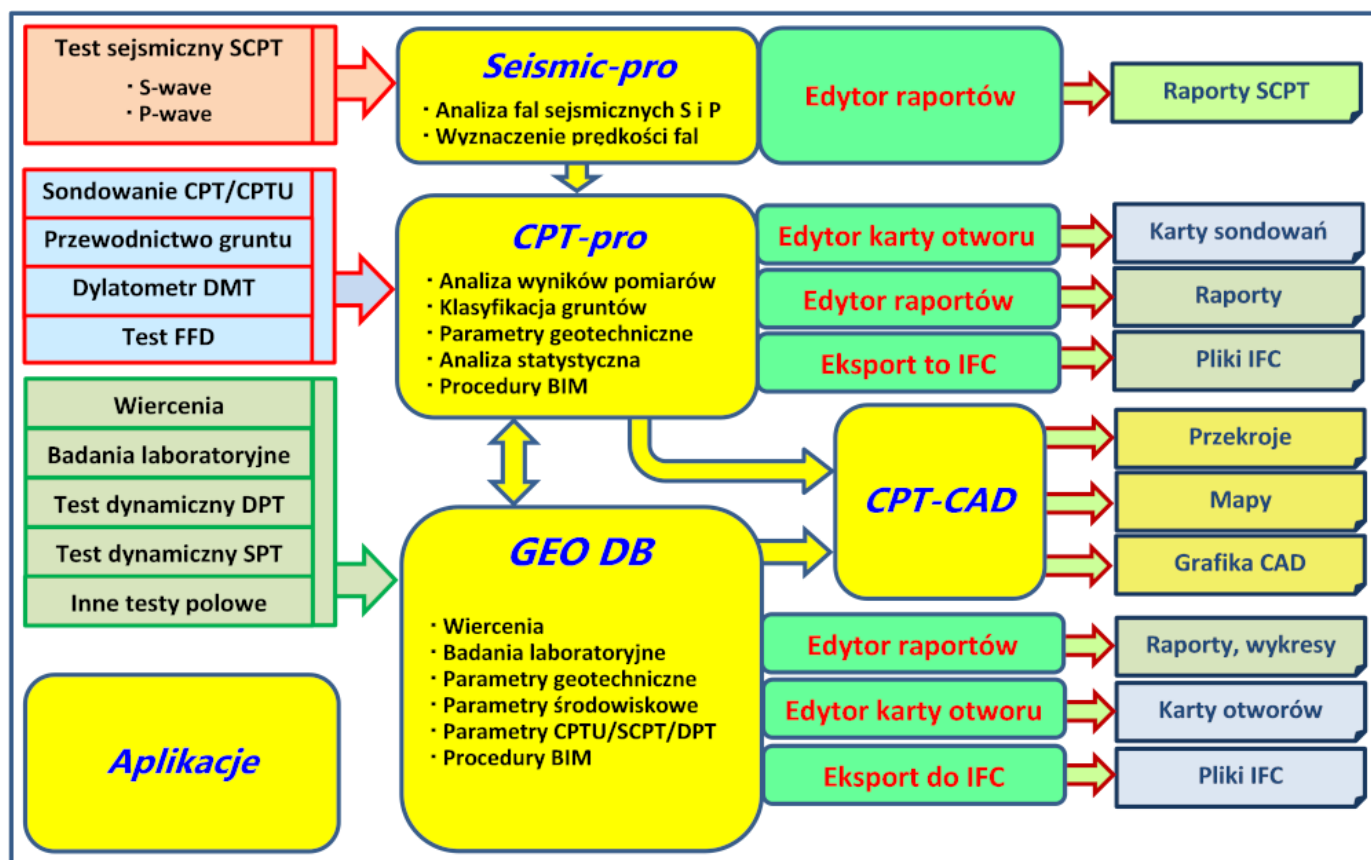 Test sejsmiczny SCPT
· S-wave
· P-wave
Seismic-pro
· Analiza fal sejsmicznych S i P
· Wyznaczenie prędkości fal
Edytor raportów
Raporty SCPT
Sondowanie CPT/CPTU
Przewodnictwo gruntu
Dylatometr DMT
Test FFD
CPT-pro
· Analiza wyników pomiarów
· Klasyfikacja gruntów
· Parametry geotechniczne
· Analiza statystyczna
· Procedury BIM
Edytor karty otworu
Karty sondowań
Edytor raportów
Raporty
Eksport to IFC
Pliki IFC
Wiercenia
Badania laboratoryjne
Test dynamiczny DPT
Test dynamiczny SPT
Inne testy polowe
CPT-CAD
Przekroje
Mapy
Grafika CAD
GEO DB
· Wiercenia
· Badania laboratoryjne
· Parametry geotechniczne
· Parametry środowiskowe
· Parametry CPTU/SCPT/DPT
· Procedury BIM
Edytor raportów
Raporty, wykresy
Edytor karty otworu
Karty otworów
Eksport do IFC
Pliki IFC
Aplikacje